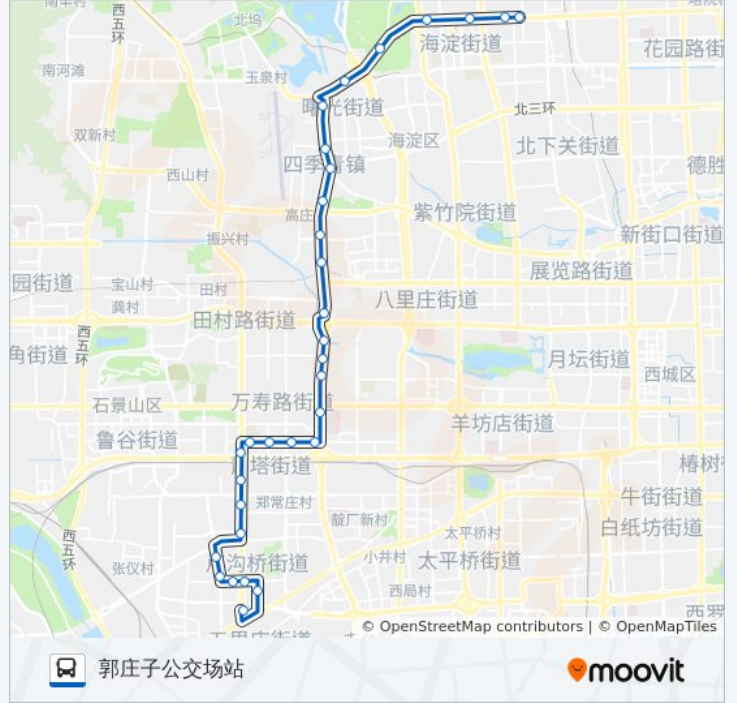 西五环
北坞
海淀街道
花园路街
南河滩
玉泉村
曙光街道
北三环
双新村
海淀区
北下关街道
四季青镇
德胜
西山村
高庄
紫竹院街道
振兴村
新街口街道
园街道
宝山村
田村
展览路街道
龚村
八里庄街道
田村路街道
角街道
西五环
月坛街道
西城区
石景山区
万寿路街道
羊坊店街道
鲁谷街道
塔街道
椿树
郑常庄村
牛街街道
靛厂新村
白纸坊街道
西五环
太平桥村
张仪村
沟桥街道
小井村
太平桥街道
西局村
西罗
© OpenStreetMap contributors | © OpenMapTiles
郭庄子公交场站
moovit